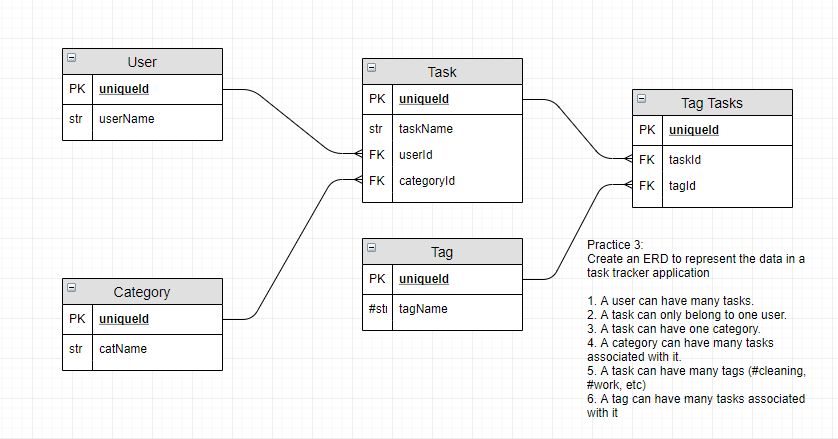 User
PK uniqueId
str userName
Task
PK uniqueId
str taskName
FK userId
FK categoryId
Tag Tasks
PK uniqueId
FK taskId
FK tagId
Tag
PK uniqueId
#str tagName
Category
PK uniqueId
str catName
Practice 3:
Create an ERD to represent the data in a
task tracker application
1. A user can have many tasks.
2. A task can only belong to one user.
3. A task can have one category.
4. A category can have many tasks
associated with it.
5. A task can have many tags (#cleaning,
#work, etc)
6. A tag can have many tasks associated
with it